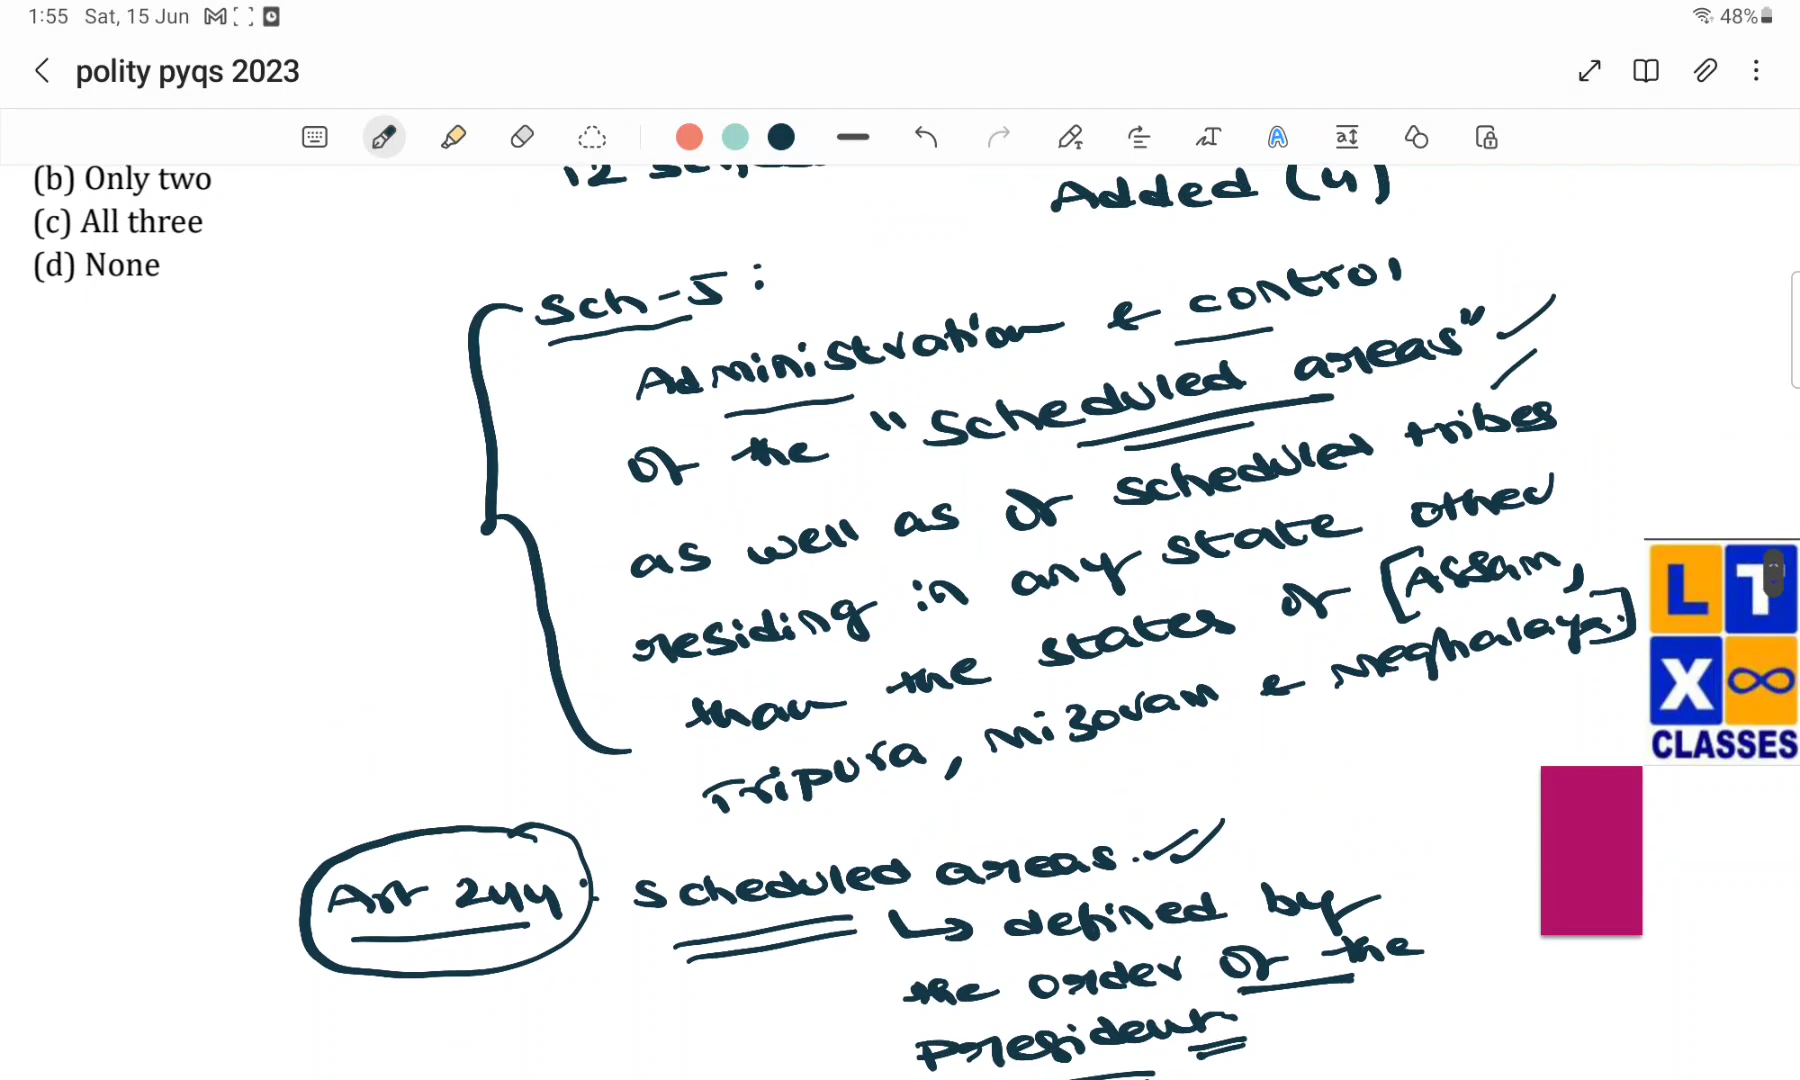 1:55 Sat, 15 Jun 48%
polity pyqs 2023
(b) Only two
(c) All three
(d) None
12
Added (4)
Sch-5:
Administration & control
of the "Scheduled areas"
as well as of scheduled tribes
residing in any state other
than the states of [Assam,
Tripura, Mizoram & Meghalaya.]
Art 244: Scheduled areas.
↳ defined by
the order of the
president
L T
X ∞
CLASSES